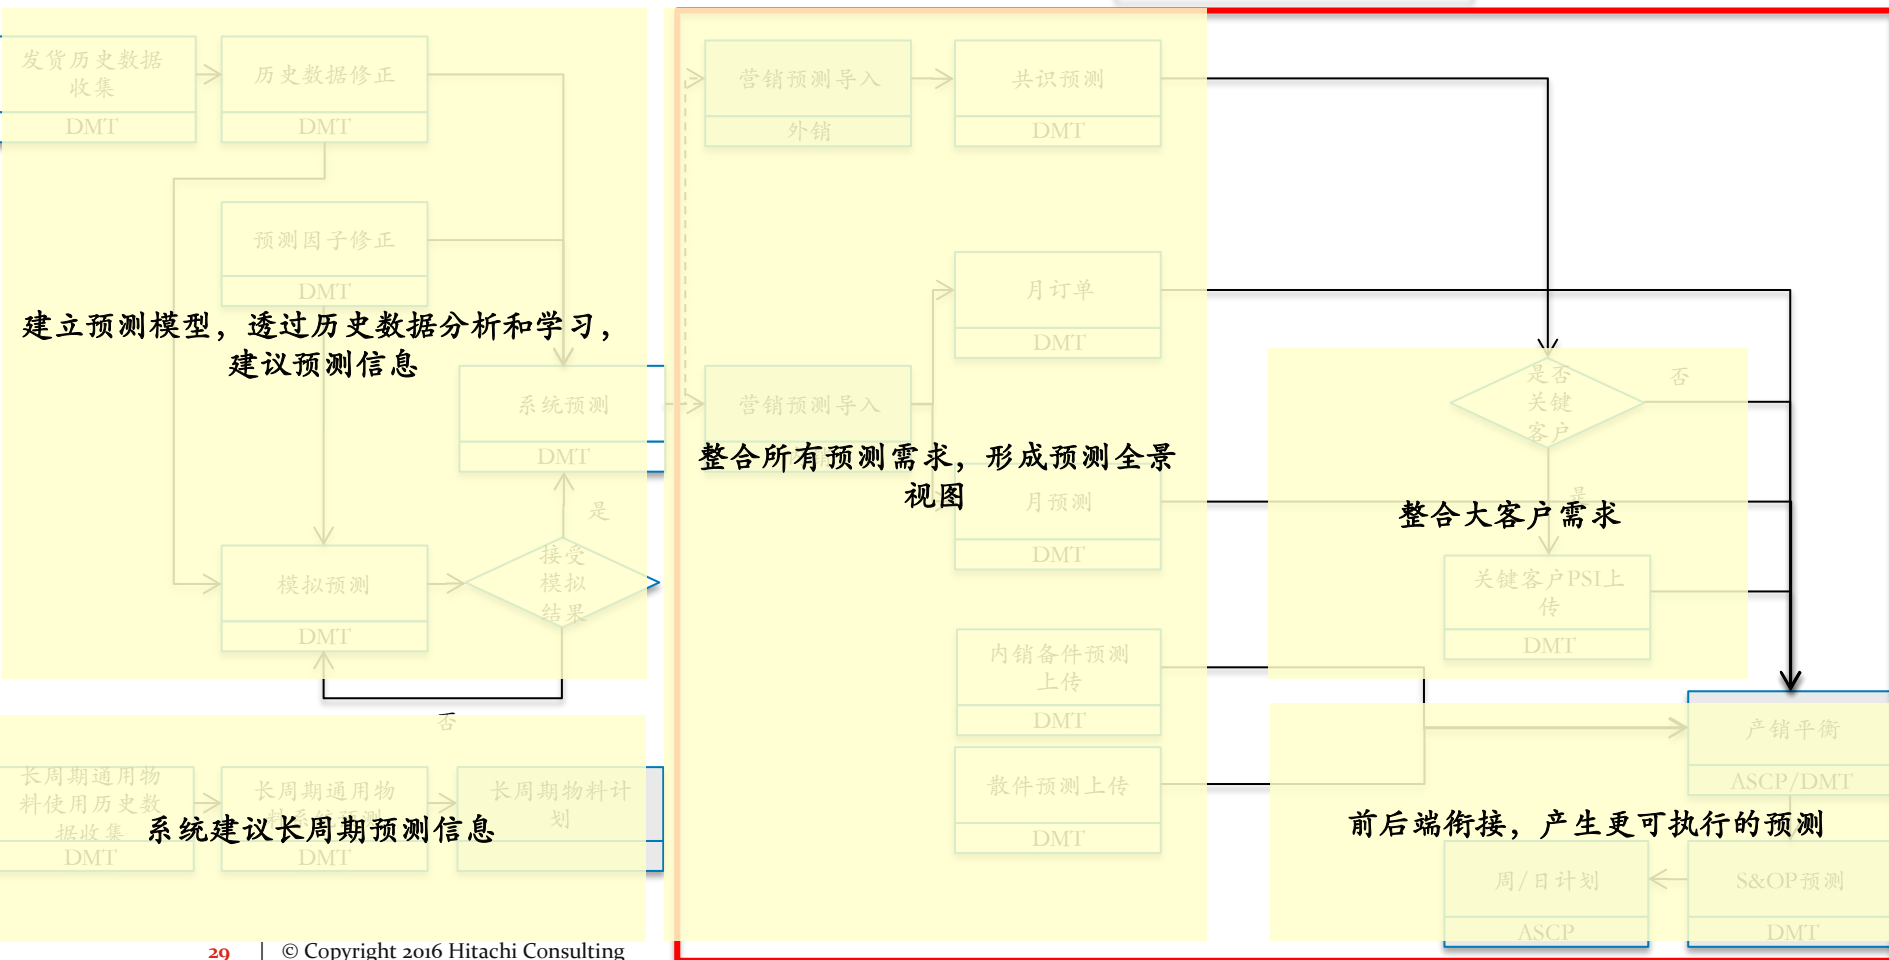 发货历史数据
收集
DMT
历史数据修正
DMT
预测因子修正
DMT
建立预测模型，透过历史数据分析和学习，
建议预测信息
系统预测
DMT
是
模拟预测
DMT
接受
模拟
结果
否
长周期通用物
料使用历史数
据收集
DMT
长周期通用物
料系统预测
DMT
长周期物料计
划
系统建议长周期预测信息
营销预测导入
外销
共识预测
DMT
月订单
DMT
营销预测导入
整合所有预测需求，形成预测全景
视图
月预测
DMT
内销备件预测
上传
DMT
散件预测上传
DMT
是否
关键
客户
否
是
整合大客户需求
关键客户PSI上
传
DMT
产销平衡
ASCP/DMT
前后端衔接，产生更可执行的预测
周/日计划
ASCP
S&OP预测
DMT
29 | © Copyright 2016 Hitachi Consulting